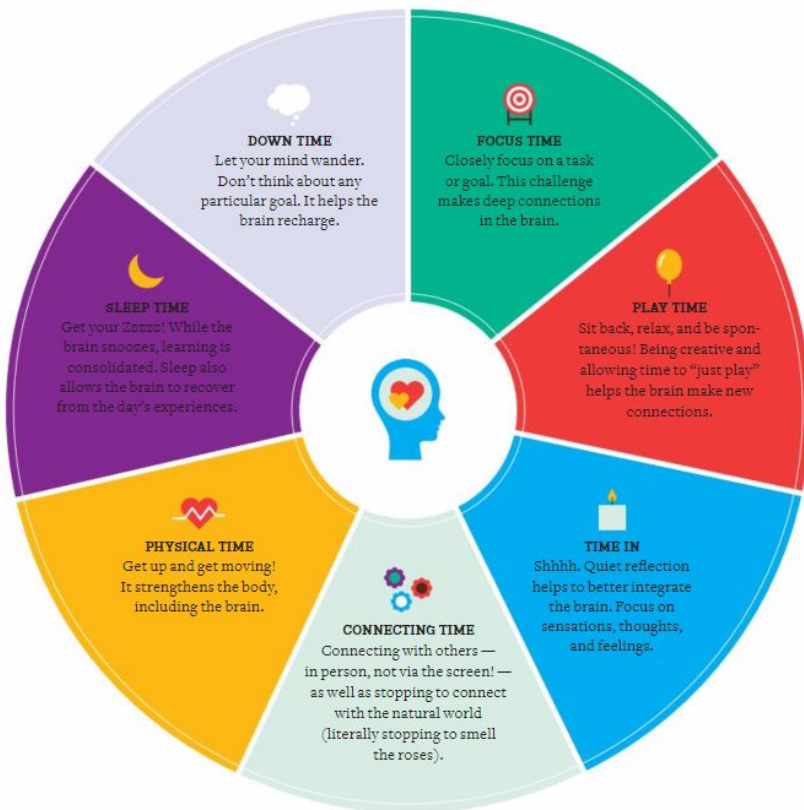 DOWN TIME
Let your mind wander.
Don't think about any
particular goal. It helps the
brain recharge.
FOCUS TIME
Closely focus on a task
or goal. This challenge
makes deep connections
in the brain.
PLAY TIME
Sit back, relax, and be spon-
taneous! Being creative and
allowing time to “just play”
helps the brain make new
connections.
TIME IN
Shhhh. Quiet reflection
helps to better integrate
the brain. Focus on
sensations, thoughts,
and feelings.
CONNECTING TIME
Connecting with others —
in person, not via the screen! —
as well as stopping to connect
with the natural world
(literally stopping to smell
the roses).
PHYSICAL TIME
Get up and get moving!
It strengthens the body,
including the brain.
SLEEP TIME
Get your Zzzzz! While the
brain snoozes, learning is
consolidated. Sleep also
allows the brain to recover
from the day's experiences.